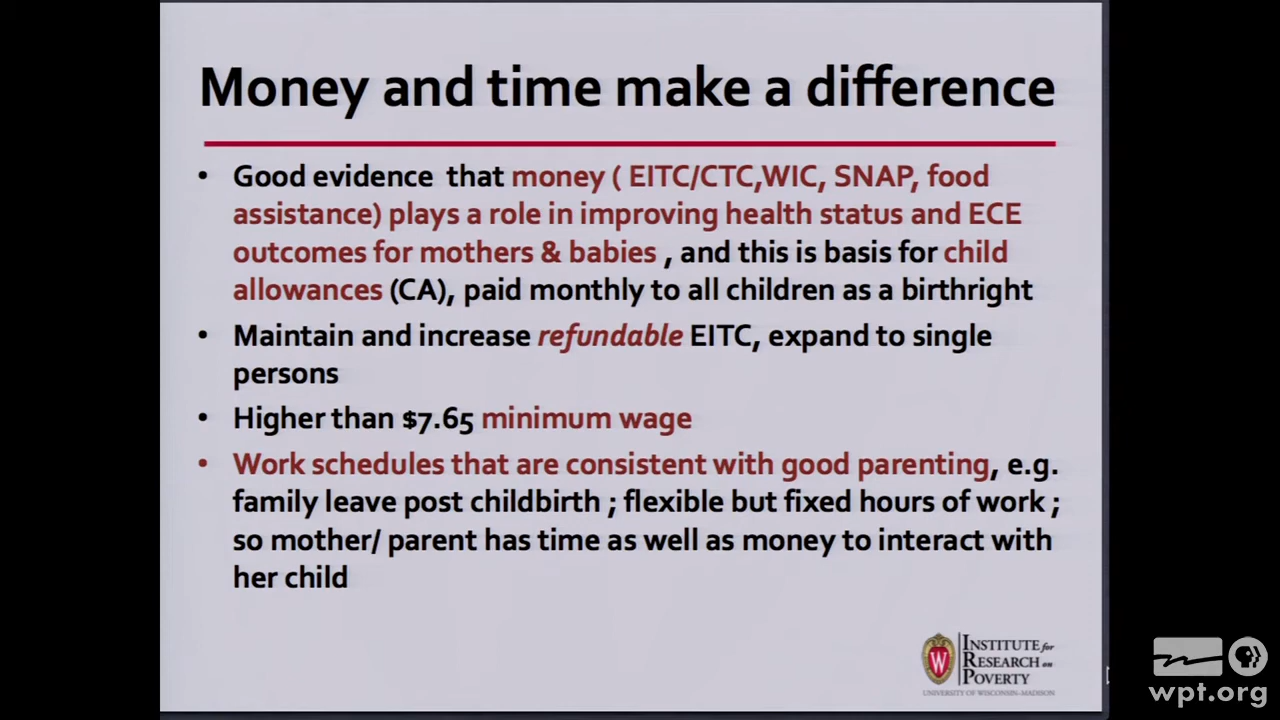 Money and time make a difference
• Good evidence that money ( EITC/CTC,WIC, SNAP, food
assistance) plays a role in improving health status and ECE
outcomes for mothers & babies , and this is basis for child
allowances (CA), paid monthly to all children as a birthright
• Maintain and increase refundable EITC, expand to single
persons
• Higher than $7.65 minimum wage
• Work schedules that are consistent with good parenting, e.g.
family leave post childbirth ; flexible but fixed hours of work ;
so mother/ parent has time as well as money to interact with
her child
W
INSTITUTE for
RESEARCH on
POVERTY
UNIVERSITY OF WISCONSIN–MADISON
wpt.org